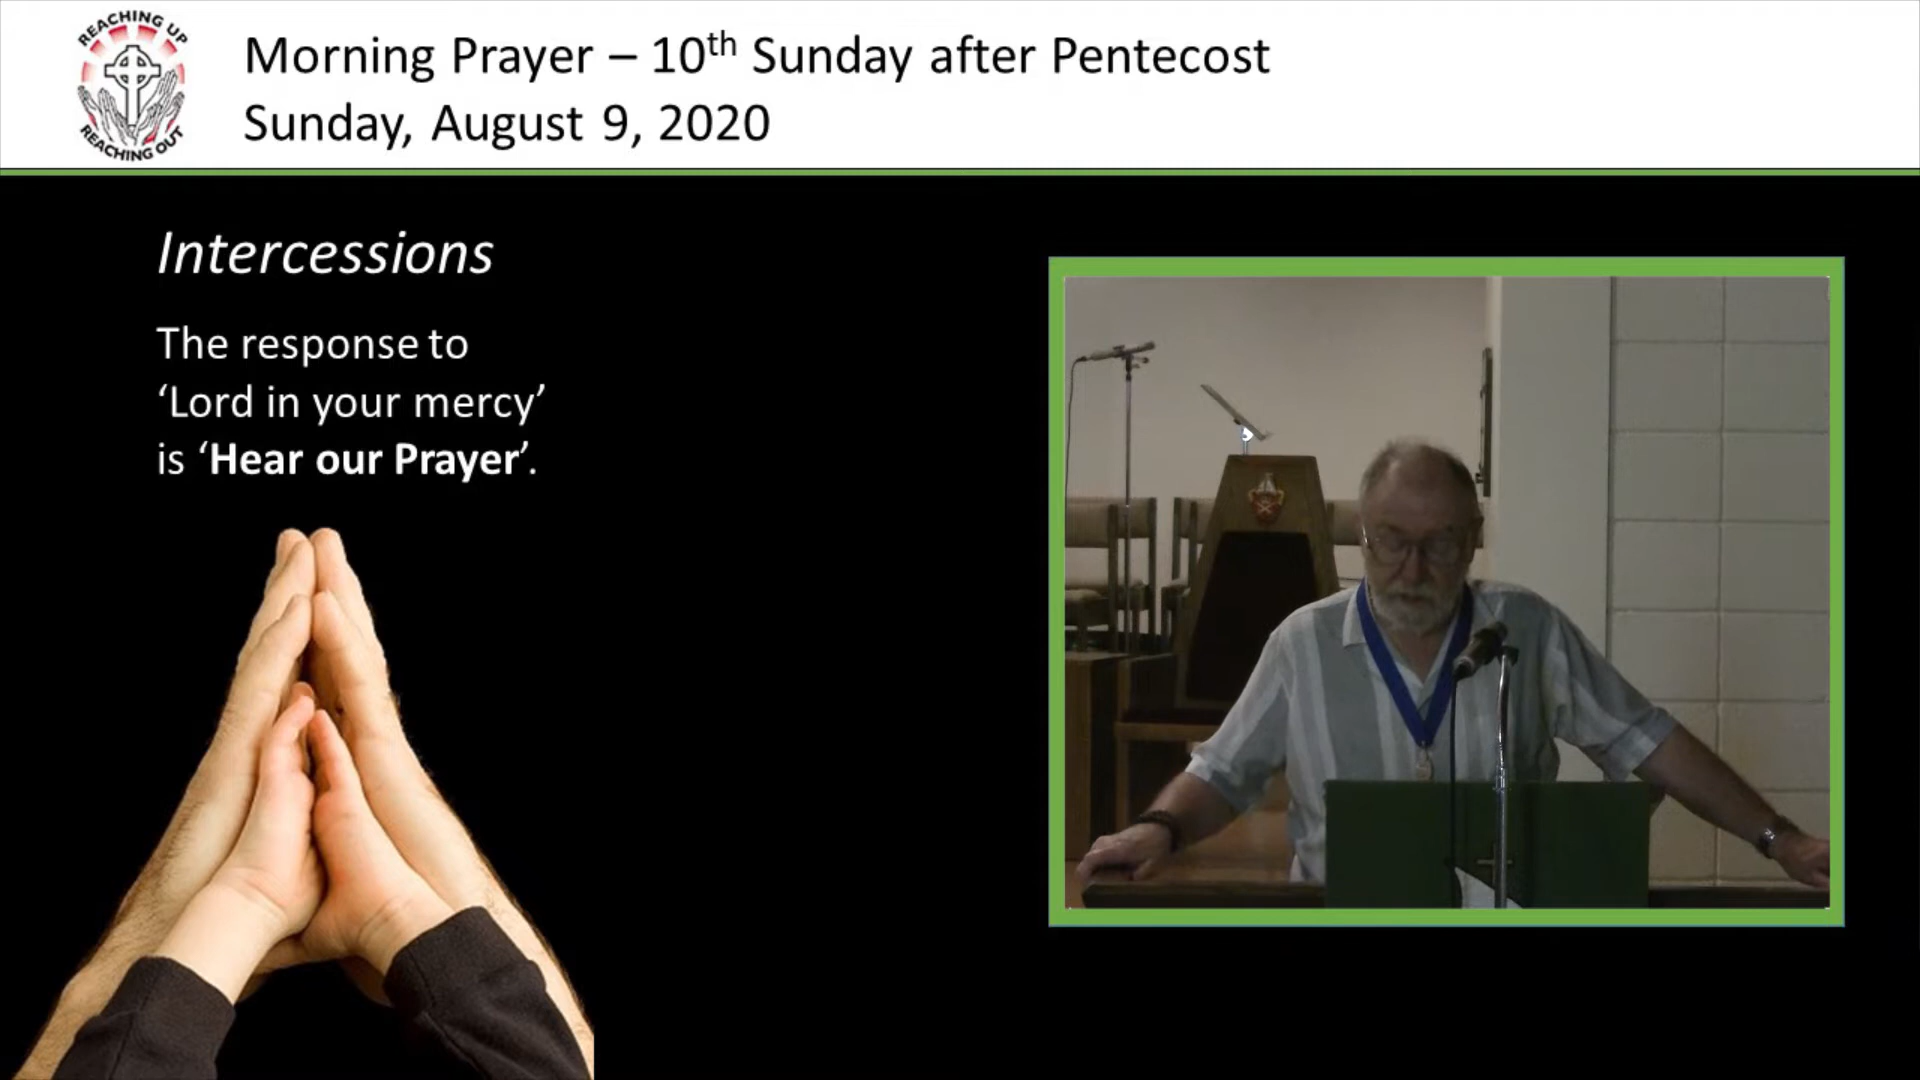 REACHING UP
REACHING OUT
Morning Prayer – 10th Sunday after Pentecost
Sunday, August 9, 2020
Intercessions
The response to
‘Lord in your mercy’
is ‘Hear our Prayer’.